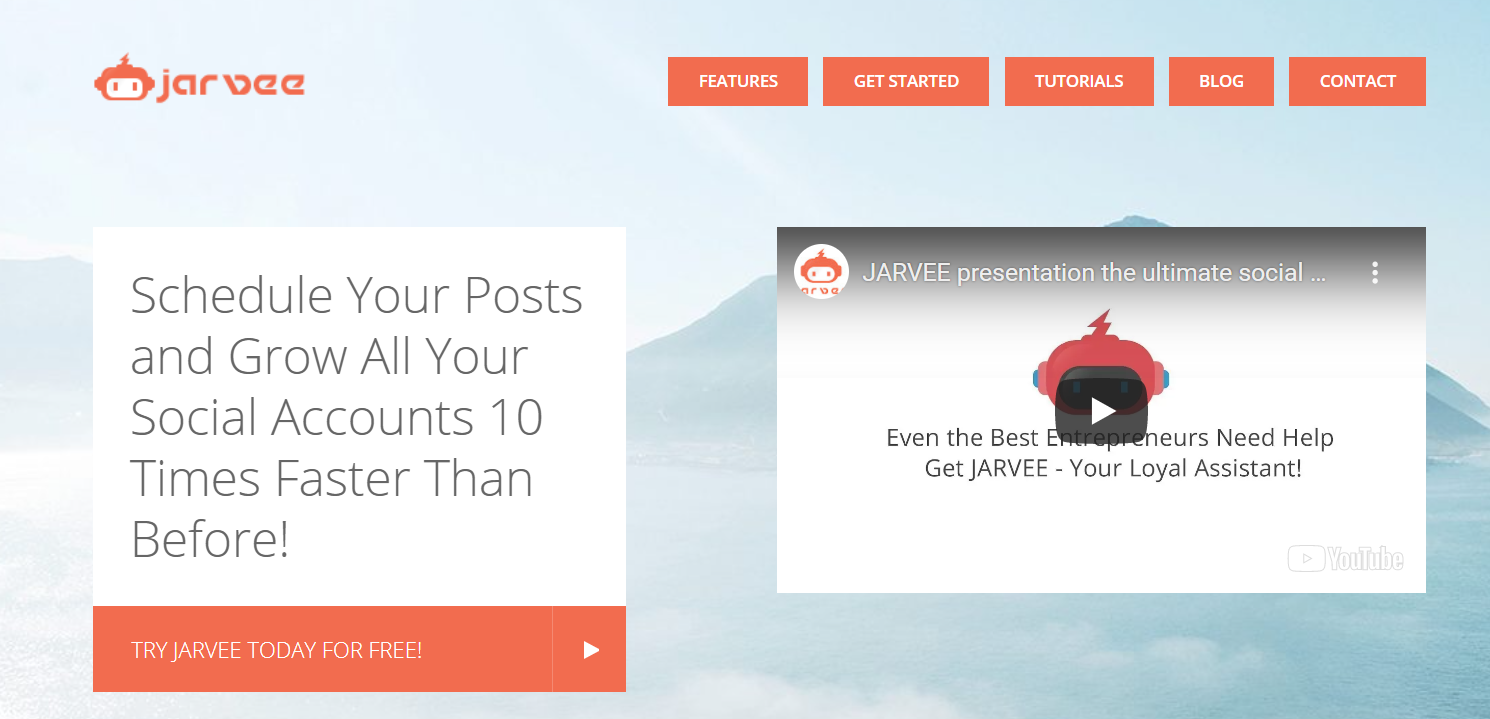 jarvee
FEATURES
GET STARTED
TUTORIALS
BLOG
CONTACT
Schedule Your Posts
and Grow All Your
Social Accounts 10
Times Faster Than
Before!
TRY JARVEE TODAY FOR FREE!
jarvee
JARVEE presentation the ultimate social ...
Even the Best Entrepreneurs Need Help
Get JARVEE - Your Loyal Assistant!
YouTube